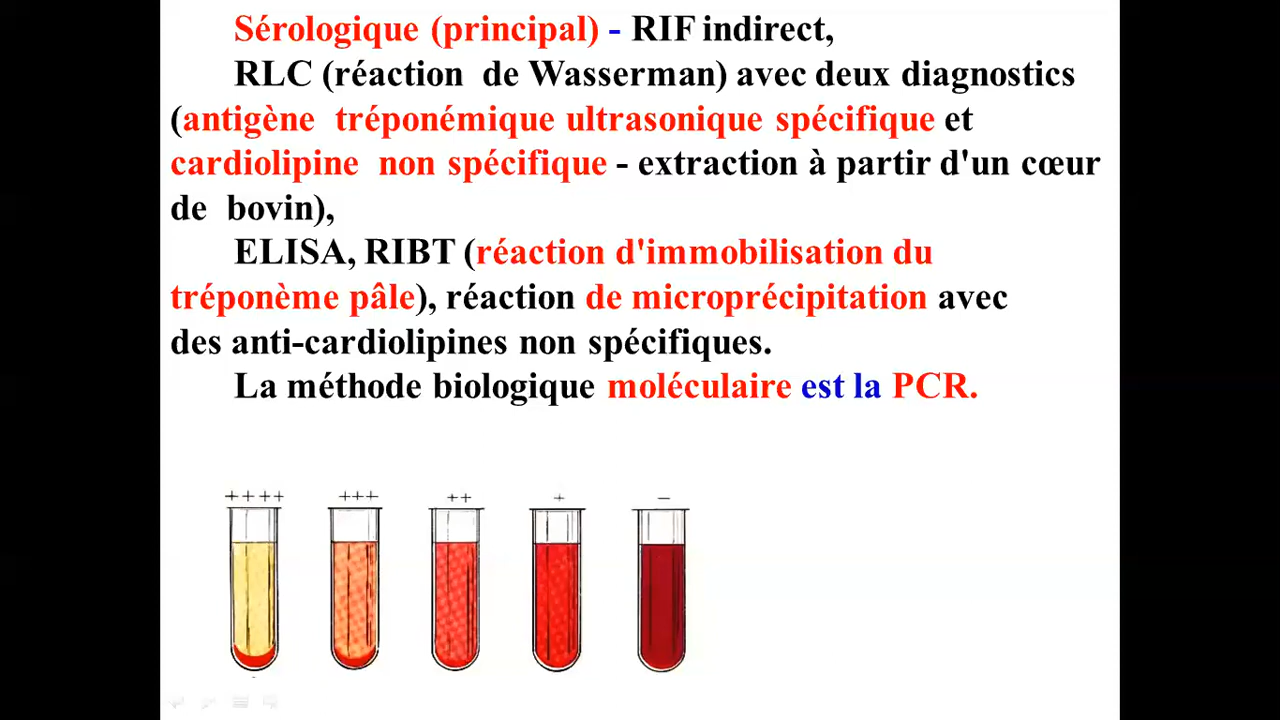 Sérologique (principal) - RIF indirect,
RLC (réaction de Wasserman) avec deux diagnostics
(antigène tréponémique ultrasonique spécifique et
cardiolipine non spécifique - extraction à partir d'un cœur
de bovin),
ELISA, RIBT (réaction d'immobilisation du
tréponème pâle), réaction de microprécipitation avec
des anti-cardiolipines non spécifiques.
La méthode biologique moléculaire est la PCR.
++++ +++ ++ + −